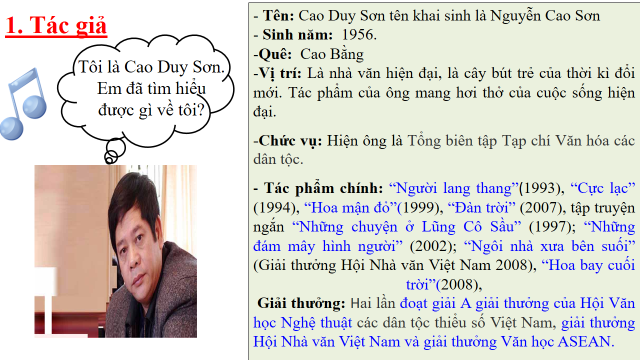 1. Tác giả
Tôi là Cao Duy Sơn.
Em đã tìm hiểu
được gì về tôi?
- Tên: Cao Duy Sơn tên khai sinh là Nguyễn Cao Sơn
- Sinh năm: 1956.
-Quê: Cao Bằng
-Vị trí: Là nhà văn hiện đại, là cây bút trẻ của thời kì đổi
mới. Tác phẩm của ông mang hơi thở của cuộc sống hiện
đại.
-Chức vụ: Hiện ông là Tổng biên tập Tạp chí Văn hóa các
dân tộc.
- Tác phẩm chính: “Người lang thang”(1993), “Cực lạc”
(1994), “Hoa mận đỏ”(1999), “Đàn trời” (2007), tập truyện
ngắn “Những chuyện ở Lũng Cô Sầu” (1997); “Những
đám mây hình người” (2002); “Ngôi nhà xưa bên suối”
(Giải thưởng Hội Nhà văn Việt Nam 2008), “Hoa bay cuối
trời”(2008),
Giải thưởng: Hai lần đoạt giải A giải thưởng của Hội Văn
học Nghệ thuật các dân tộc thiểu số Việt Nam, giải thưởng
Hội Nhà văn Việt Nam và giải thưởng Văn học ASEAN.